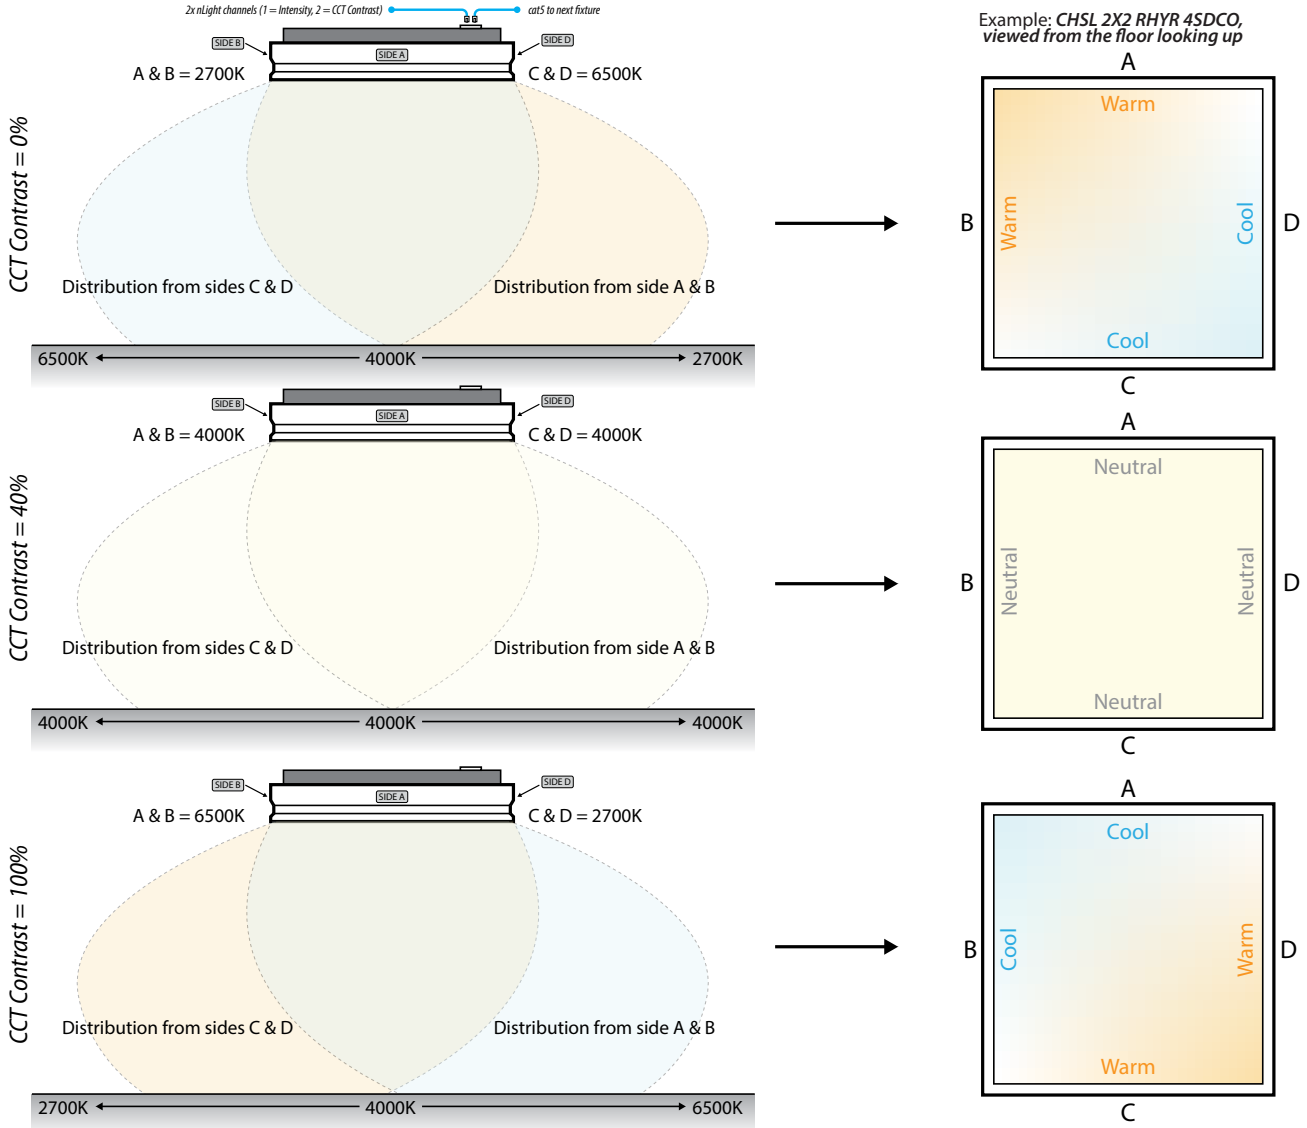 2x nLight channels (1 = Intensity, 2 = CCT Contrast)
cat5 to next fixture
Example: CHSL 2X2 RHYR 4SDCO,
viewed from the floor looking up
CCT Contrast = 0%
SIDE B
SIDE A
SIDE D
A & B = 2700K
C & D = 6500K
Distribution from sides C & D
Distribution from side A & B
6500K
4000K
2700K
A
Warm
B
Warm
Cool
D
Cool
C
CCT Contrast = 40%
SIDE B
SIDE A
SIDE D
A & B = 4000K
C & D = 4000K
Distribution from sides C & D
Distribution from side A & B
4000K
4000K
4000K
A
Neutral
B
Neutral
Neutral
D
Neutral
C
CCT Contrast = 100%
SIDE B
SIDE A
SIDE D
A & B = 6500K
C & D = 2700K
Distribution from sides C & D
Distribution from side A & B
2700K
4000K
6500K
A
Cool
B
Cool
Warm
D
Warm
C